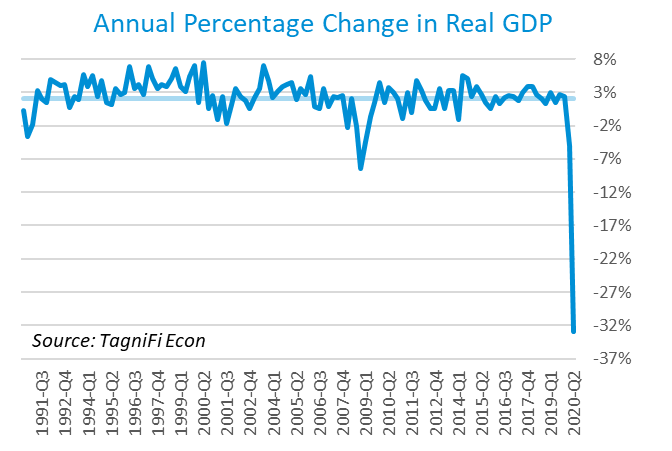 Annual Percentage Change in Real GDP
8%
3%
-2%
-7%
-12%
-17%
-22%
-27%
-32%
-37%
Source: TagniFi Econ
1991-Q3
1992-Q4
1994-Q1
1995-Q2
1996-Q3
1997-Q4
1999-Q1
2000-Q2
2001-Q3
2002-Q4
2004-Q1
2005-Q2
2006-Q3
2007-Q4
2009-Q1
2010-Q2
2011-Q3
2012-Q4
2014-Q1
2015-Q2
2016-Q3
2017-Q4
2019-Q1
2020-Q2